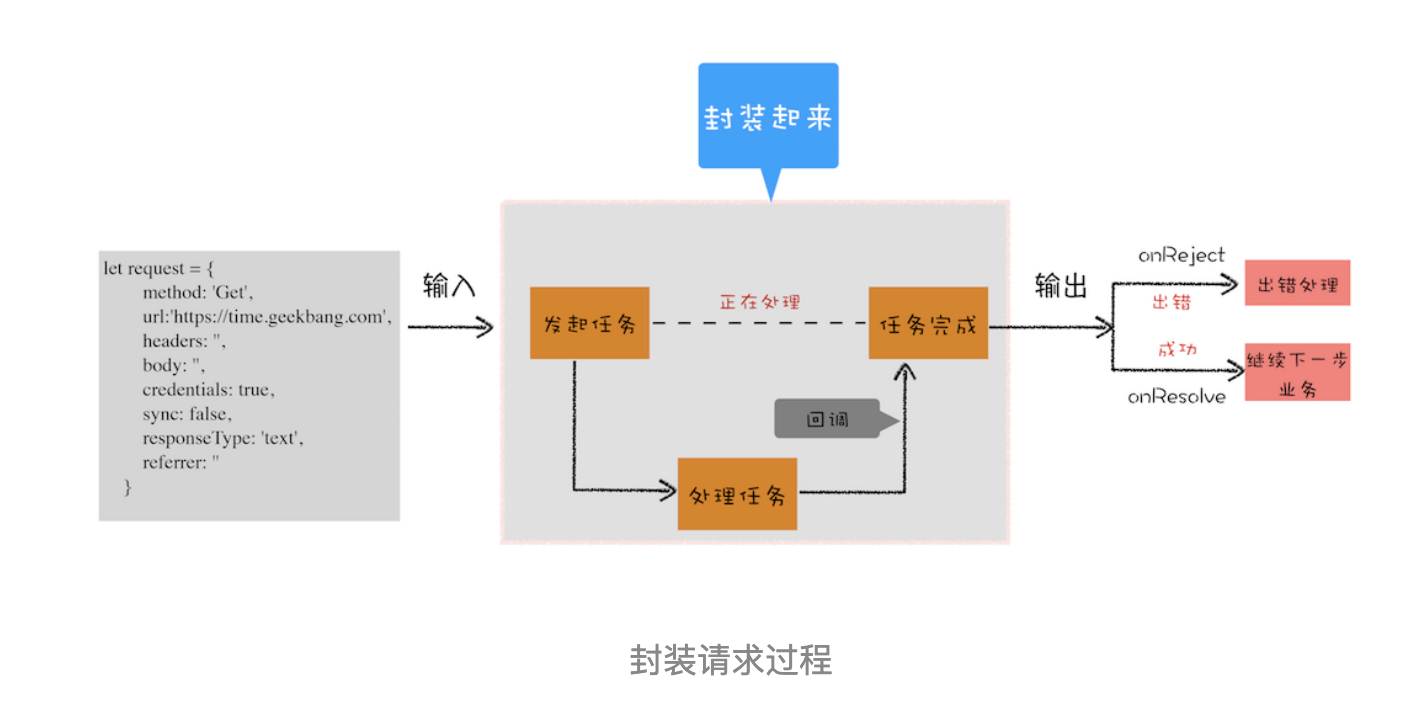 封装起来
let request = {
method: 'Get',
url:'https://time.geekbang.com',
headers: '',
body: '',
credentials: true,
sync: false,
responseType: 'text',
referrer: ''
}
输入
发起任务
正在处理
任务完成
回调
处理任务
输出
onReject
出错
出错处理
成功
onResolve
继续下一步
业务
封装请求过程